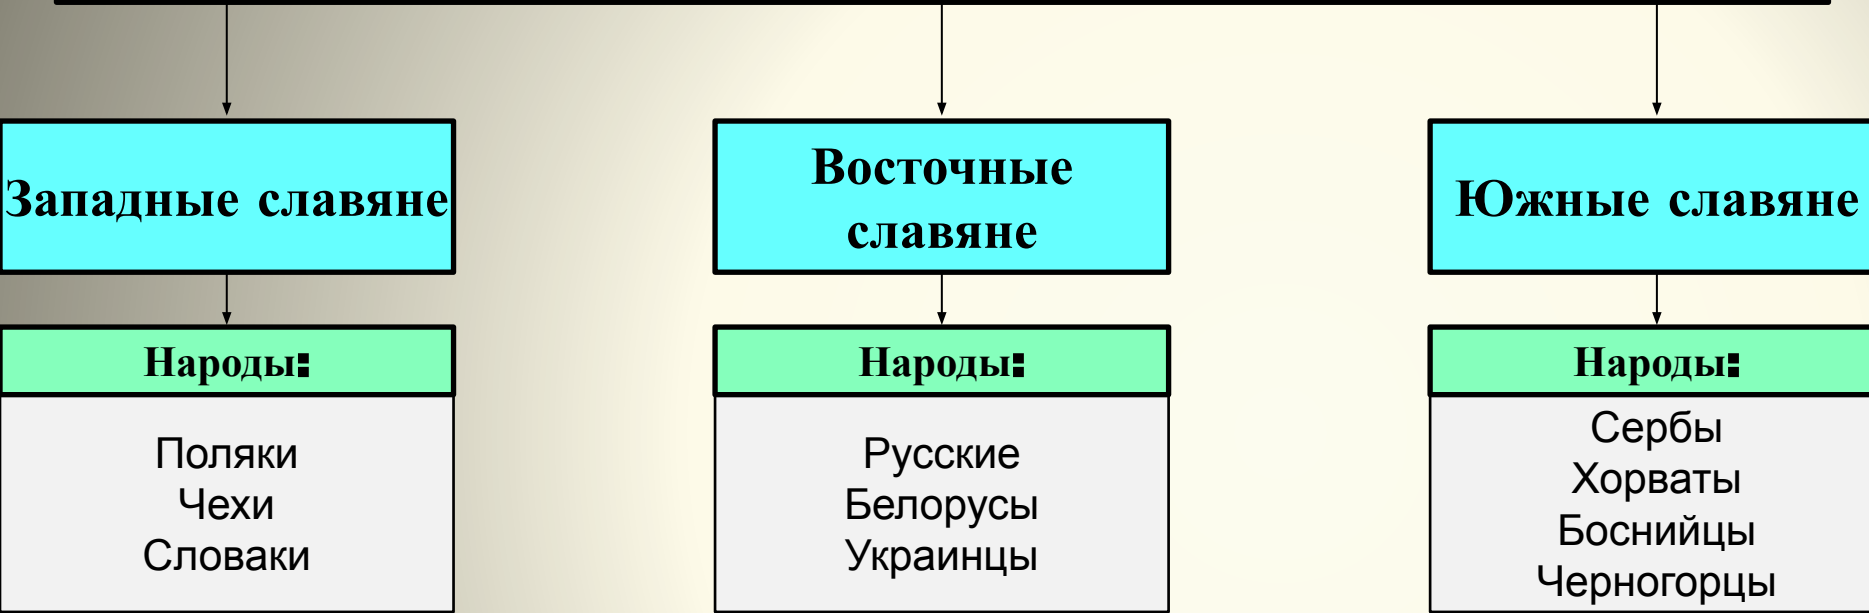 Западные славяне
Народы:
Поляки
Чехи
Словаки
Восточные
славяне
Народы:
Русские
Белорусы
Украинцы
Южные славяне
Народы:
Сербы
Хорваты
Боснийцы
Черногорцы